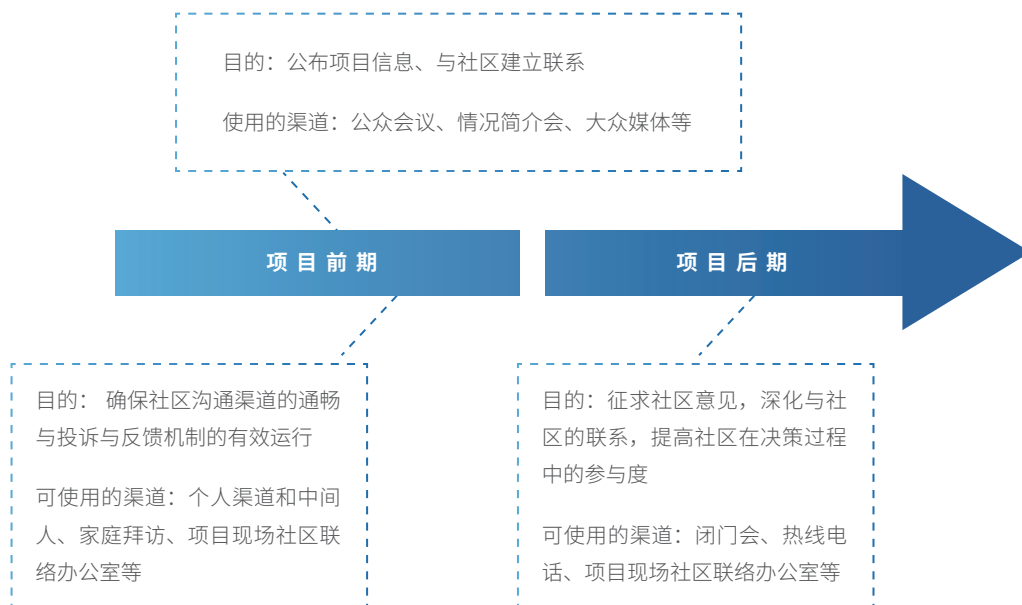 目的：公布项目信息、与社区建立联系
使用的渠道：公众会议、情况简介会、大众媒体等
项目前期
项目后期
目的： 确保社区沟通渠道的通畅
与投诉与反馈机制的有效运行
可使用的渠道：个人渠道和中间
人、家庭拜访、项目现场社区联
络办公室等
目的：征求社区意见，深化与社
区的联系，提高社区在决策过程
中的参与度
可使用的渠道：闭门会、热线电
话、项目现场社区联络办公室等